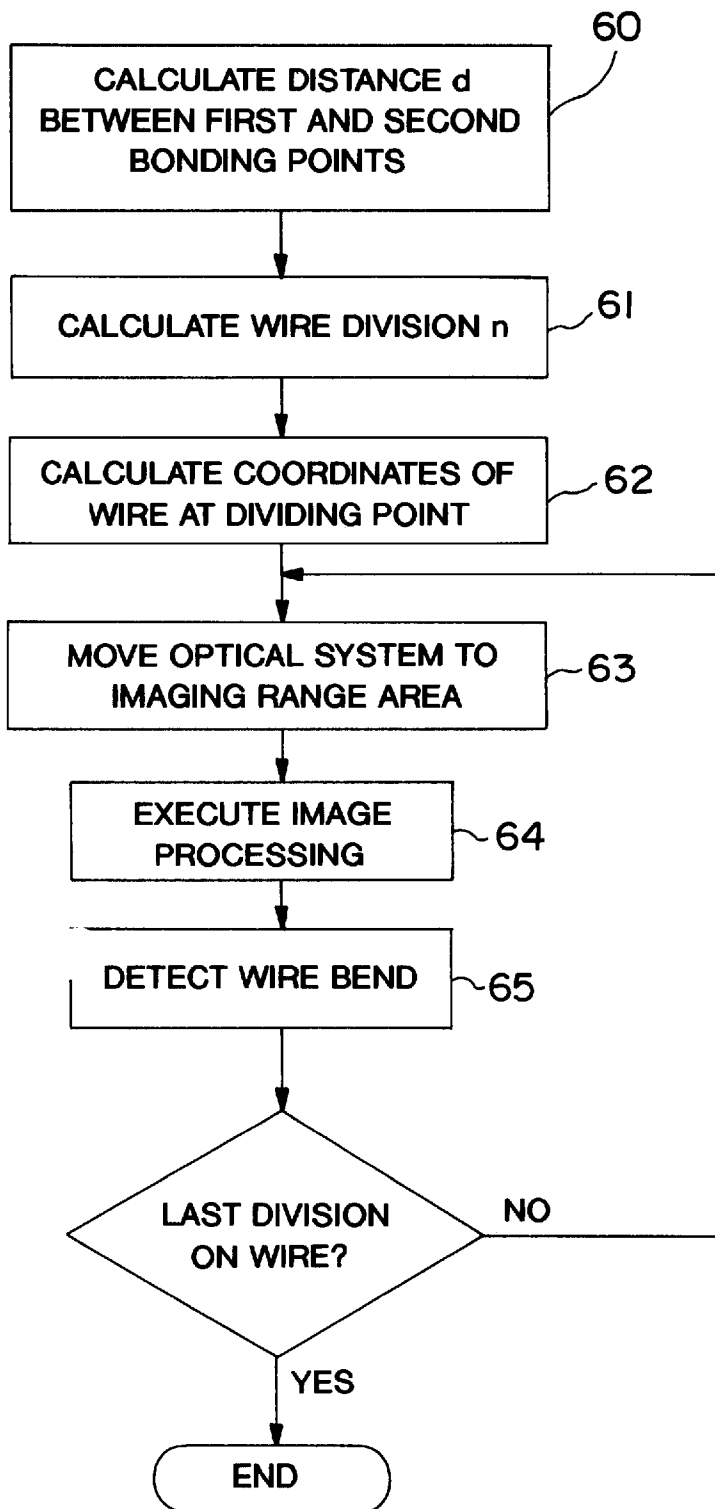 60
CALCULATE DISTANCE d
BETWEEN FIRST AND SECOND
BONDING POINTS
61
CALCULATE WIRE DIVISION n
CALCULATE COORDINATES OF
WIRE AT DIVIDING POINT
62
MOVE OPTICAL SYSTEM TO
IMAGING RANGE AREA
63
EXECUTE IMAGE
PROCESSING
64
DETECT WIRE BEND
65
LAST DIVISION
ON WIRE?
NO
YES
END